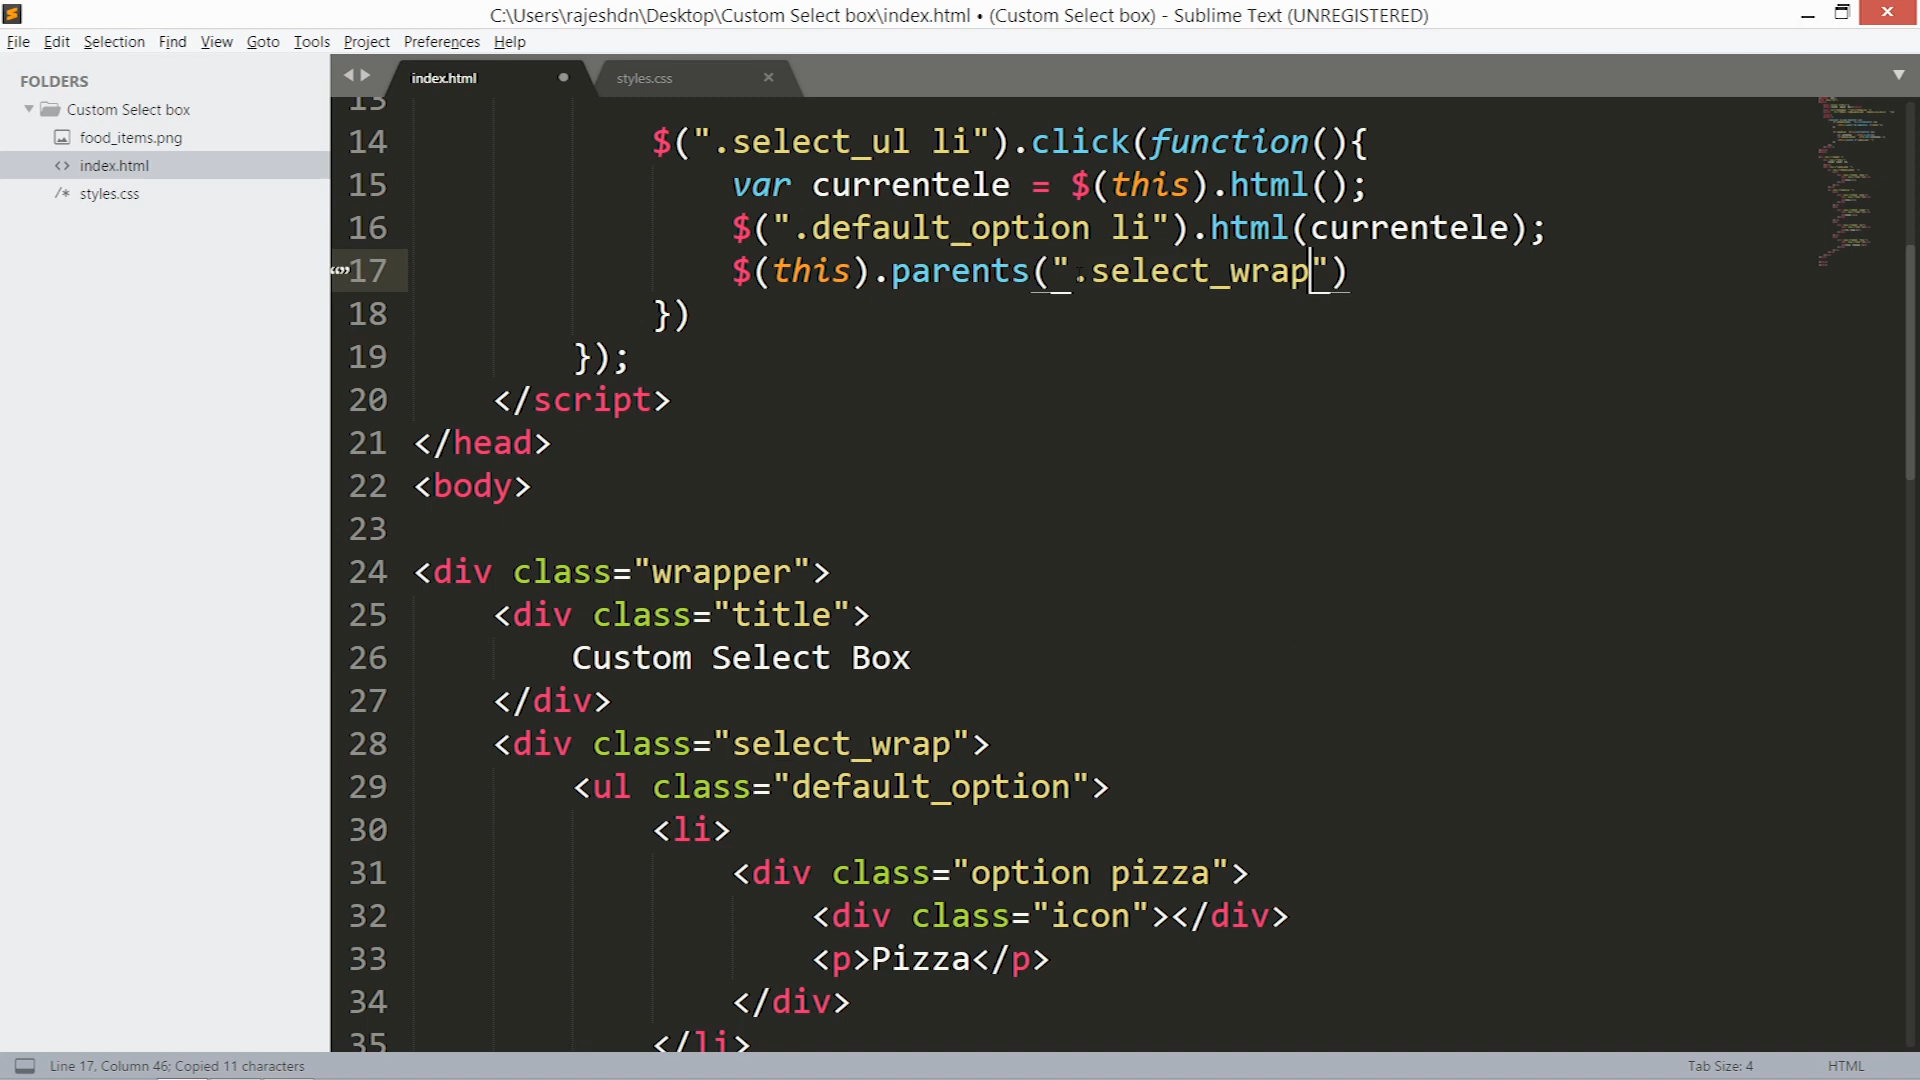 C:\Users\rajeshdn\Desktop\Custom Select box\index.html • (Custom Select box) - Sublime Text (UNREGISTERED)
File Edit Selection Find View Goto Tools Project Preferences Help
FOLDERS
Custom Select box
food_items.png
<> index.html
/* styles.css
index.html
styles.css
13
14 $(".select_ul li").click(function(){
15 var currentele = $(this).html();
16 $(".default_option li").html(currentele);
17 $(this).parents(".select_wrap")
18 })
19 });
20 </script>
21 </head>
22 <body>
23
24 <div class="wrapper">
25 <div class="title">
26 Custom Select Box
27 </div>
28 <div class="select_wrap">
29 <ul class="default_option">
30 <li>
31 <div class="option pizza">
32 <div class="icon"></div>
33 <p>Pizza</p>
34 </div>
35 </li>
Line 17, Column 46; Copied 11 characters
Tab Size: 4
HTML